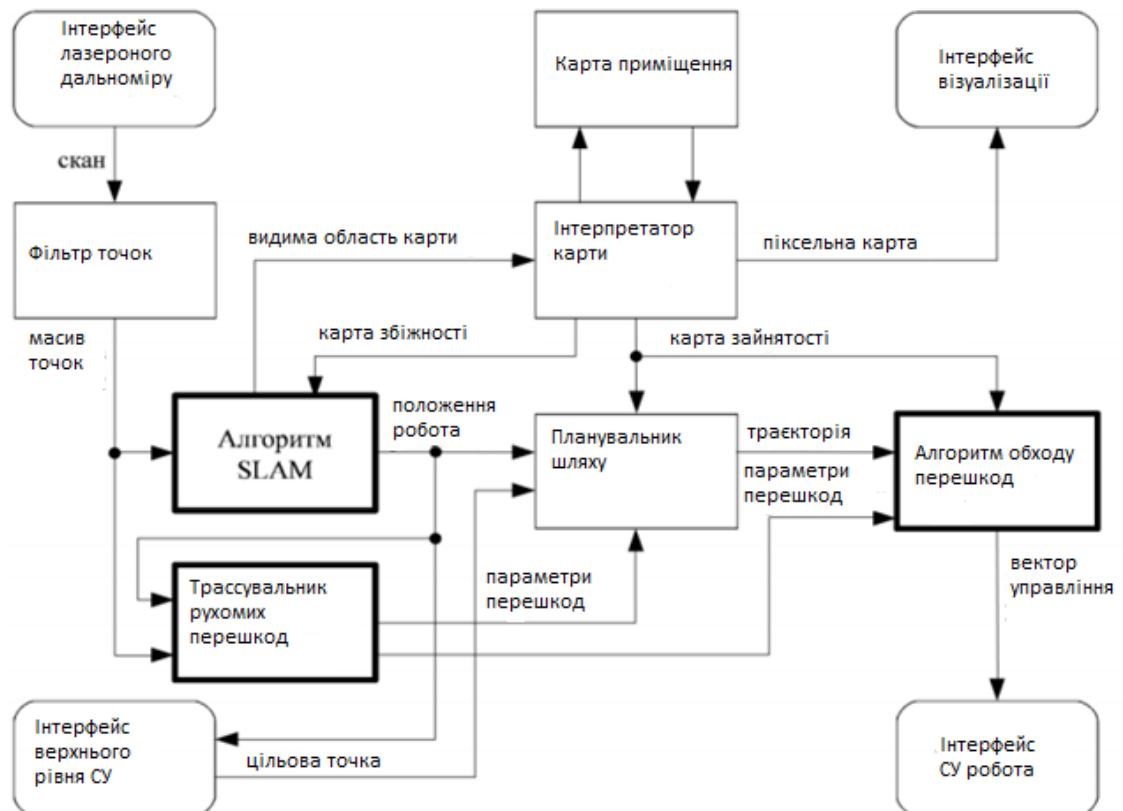 Інтерфейс
лазероного
дальноміру
Карта приміщення
Інтерфейс
візуалізації
скан
Фільтр точок
видима область карти
Інтерпретатор
карти
піксельна карта
масив
точок
карта збіжності
карта зайнятості
Алгоритм
SLAM
положення
робота
Планувальник
шляху
траєкторія
параметри
перешкод
Алгоритм обходу
перешкод
Трассувальник
рухомих
перешкод
параметри
перешкод
вектор
управління
Інтерфейс
верхнього
рівня СУ
цільова точка
Інтерфейс
СУ робота